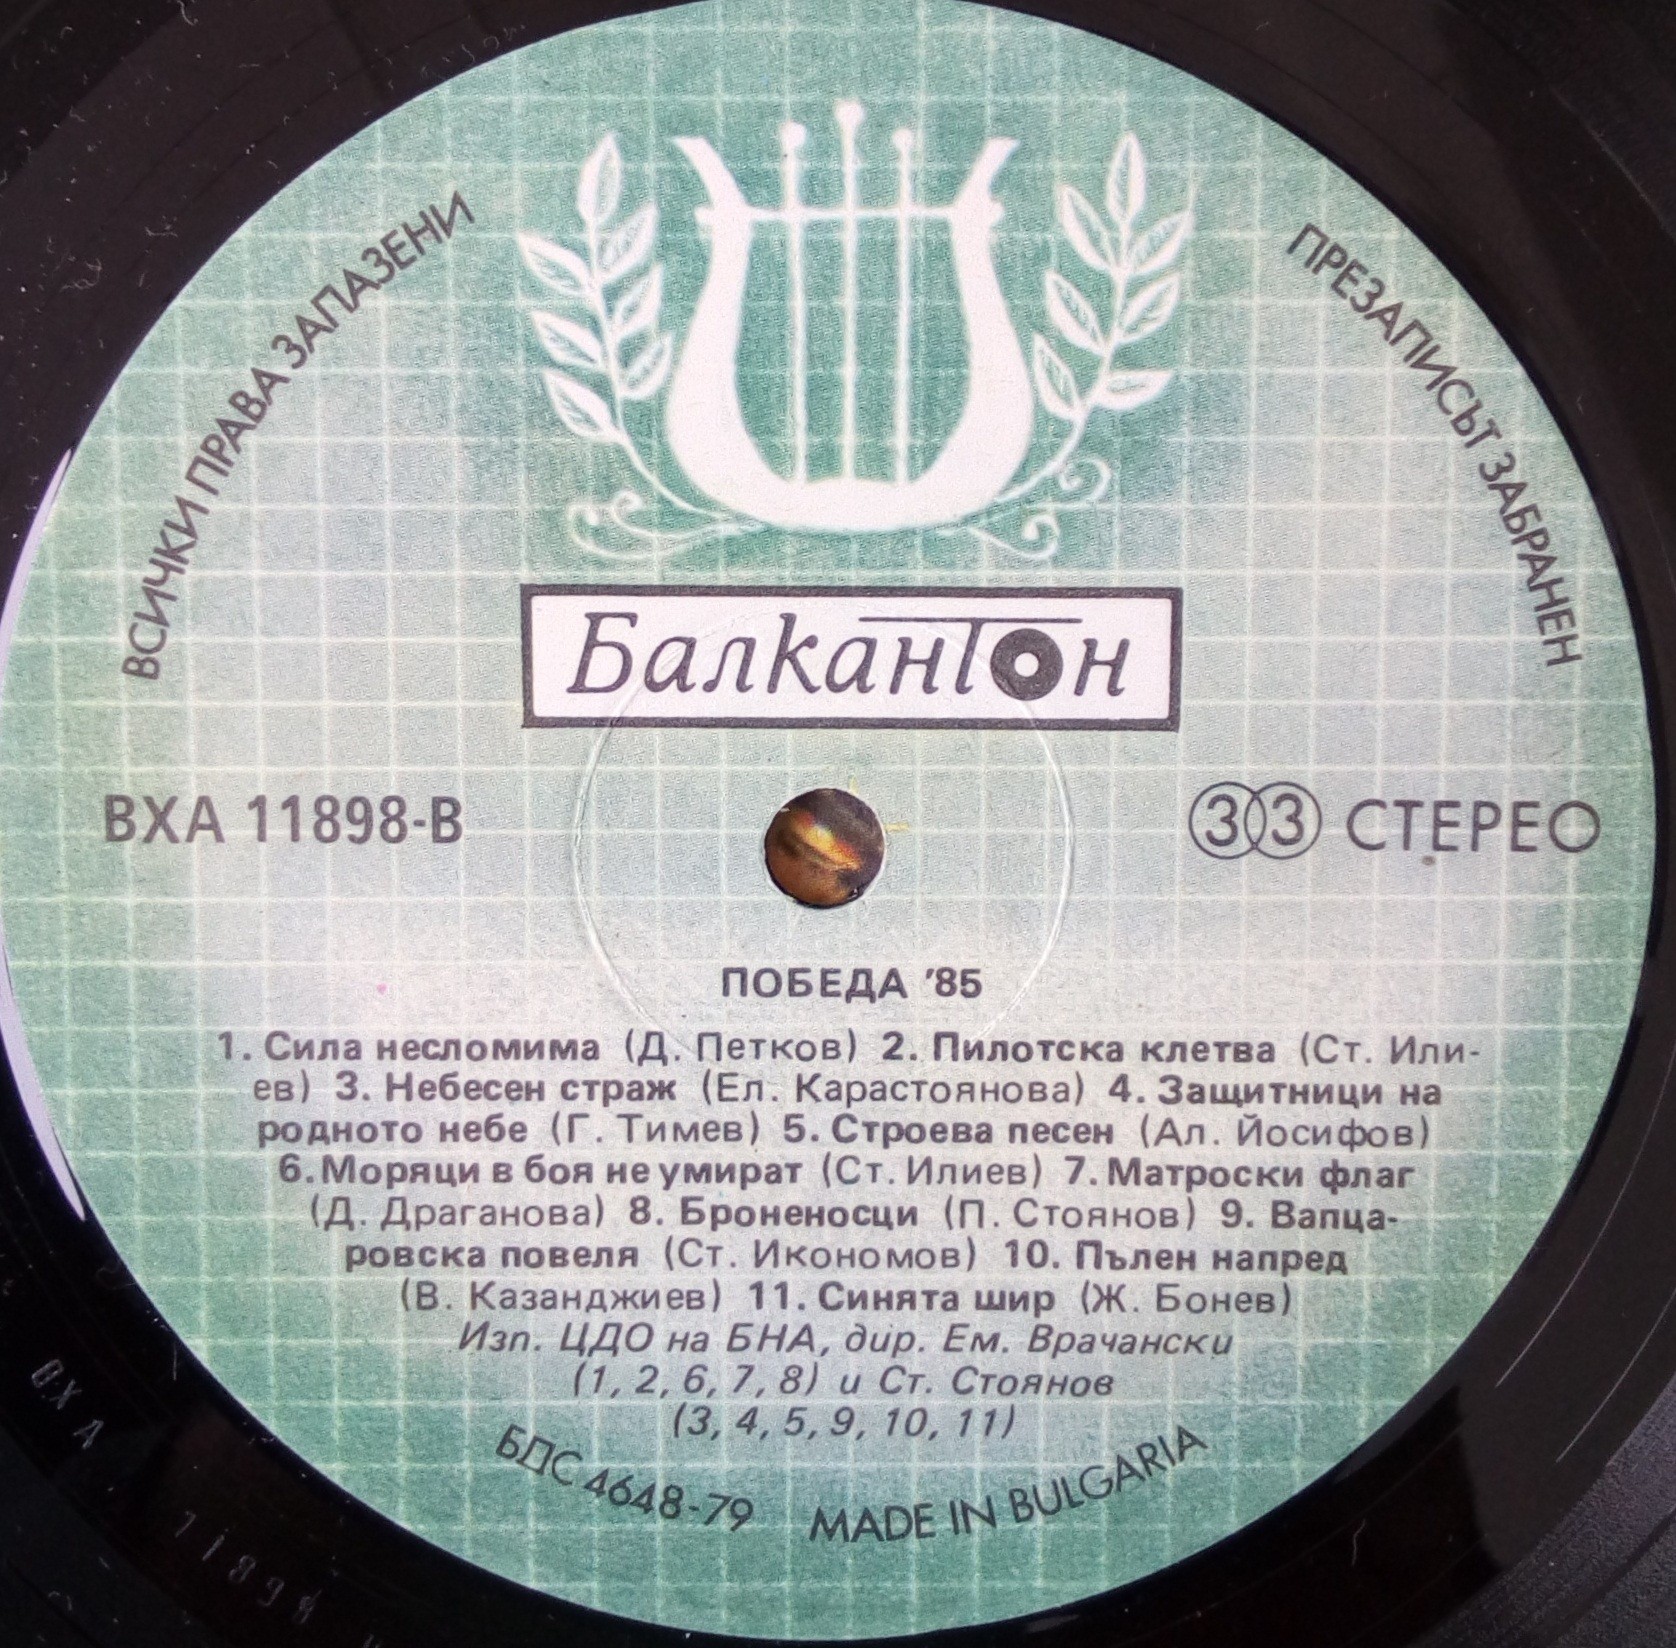 ВСИЧКИ ПРАВА ЗАПАЗЕНИ
ПРЕЗАПИСЪТ ЗАБРАНЕН
Балкантон
ВХА 11898-В
33 СТЕРЕО
ПОБЕДА '85
1. Сила несломима (Д. Петков) 2. Пилотска клетва (Ст. Или-
ев) 3. Небесен страж (Ел. Карастоянова) 4. Защитници на
родното небе (Г. Тимев) 5. Строева песен (Ал. Йосифов)
6. Моряци в боя не умират (Ст. Илиев) 7. Матроски флаг
(Д. Драганова) 8. Броненосци (П. Стоянов) 9. Вапца-
ровска повеля (Ст. Икономов) 10. Пълен напред
(В. Казанджиев) 11. Синята шир (Ж. Бонев)
Изп. ЦДО на БНА, дир. Ем. Врачански
(1, 2, 6, 7, 8) и Ст. Стоянов
(3, 4, 5, 9, 10, 11)
БДС 4648-79 MADE IN BULGARIA
ВХА 11898